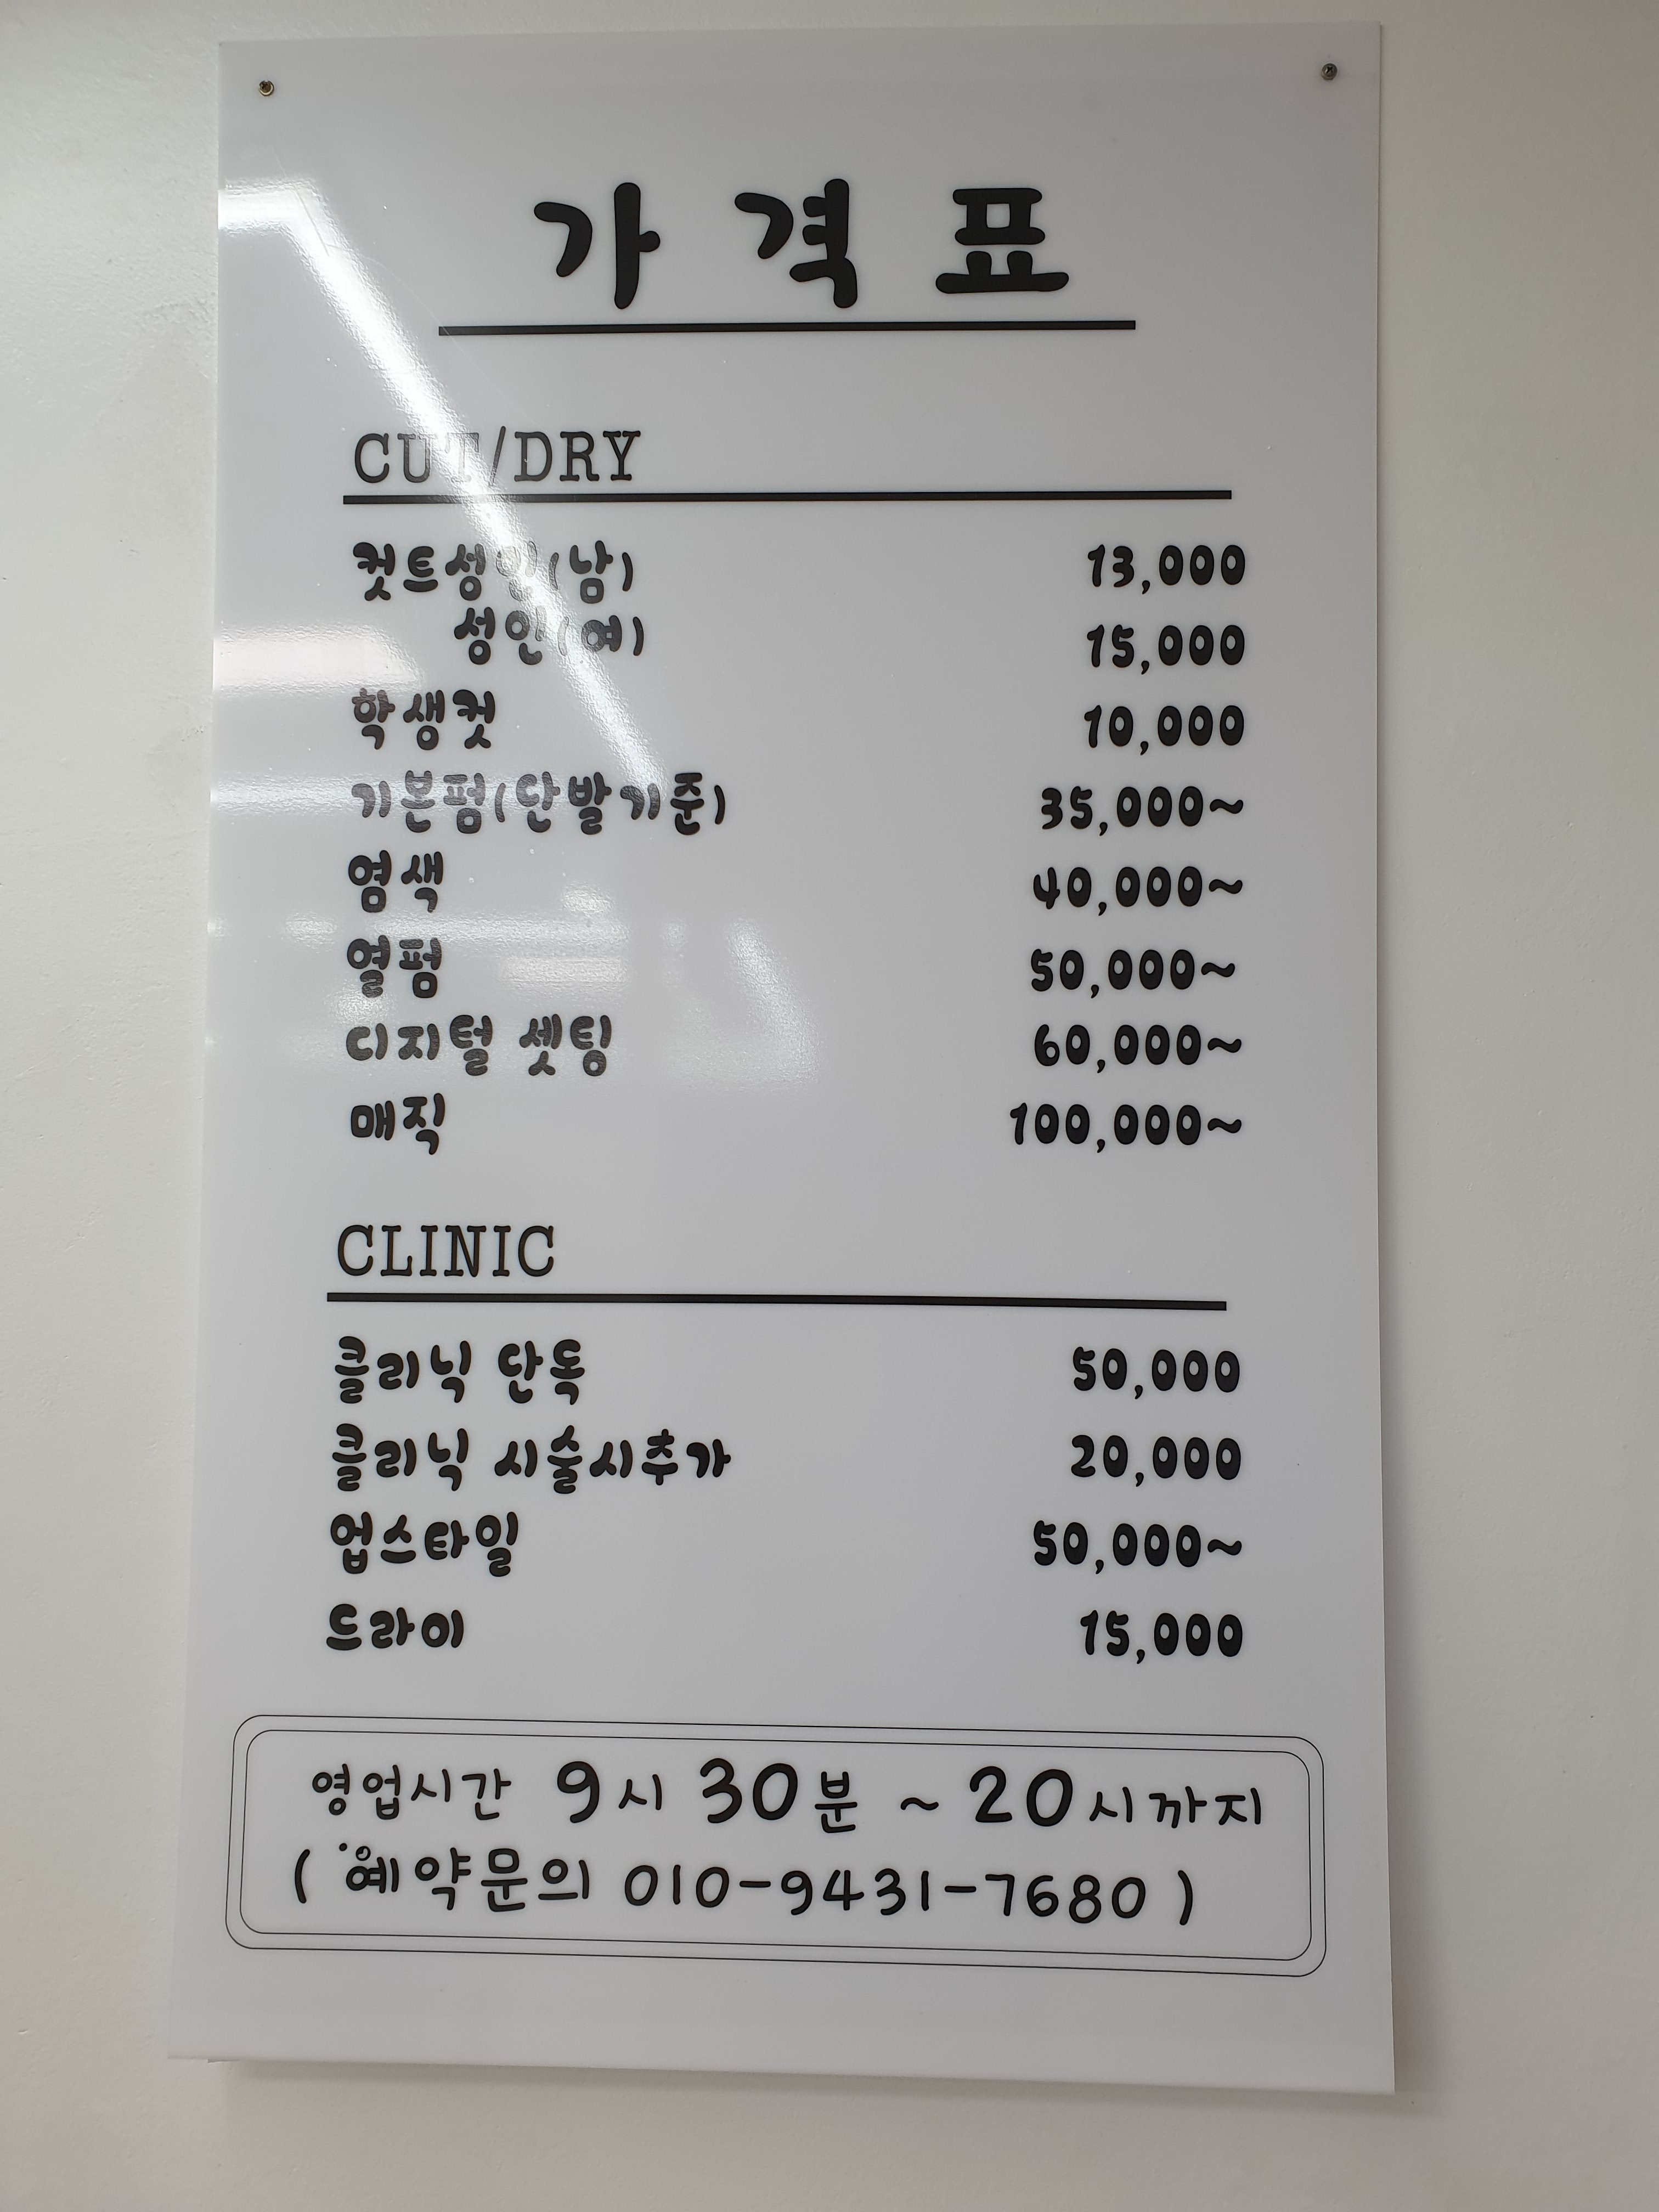 가격표
CUT/DRY
컷트성인(남) 13,000
성인(여) 15,000
학생컷 10,000
기본펌(단발기준) 35,000~
염색 40,000~
열펌 50,000~
디지털 셋팅 60,000~
매직 100,000~
CLINIC
클리닉 단독 50,000
클리닉 시술시추가 20,000
업스타일 50,000~
드라이 15,000
영업시간 9시 30분 ~ 20시까지
( 예약문의 010-9431-7680 )